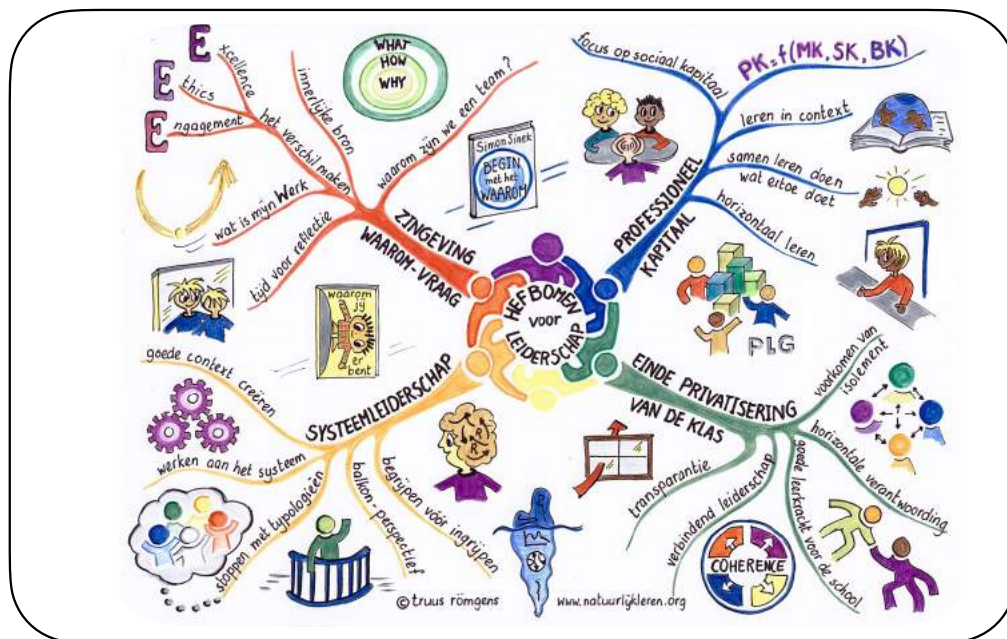 HEFBOMEN
voor
LEIDERSCHAP
ZINGEVING
WAAROM-VRAAG
Excellence
Ethics
Engagement
het verschil maken
innerlijke bron
waarom zijn we een team?
wat is mijn Werk
tijd voor reflectie
WHAT
HOW
WHY
Simon Sinek
BEGIN
met het
WAAROM
waarom jij
er
bent
PROFESSIONEEL
KAPITAAL
focus op sociaal kapitaal
PK=f(MK, SK, BK)
leren in context
samen leren doen
wat ertoe doet
horizontaal leren
PLG
EINDE PRIVATISERING
VAN DE KLAS
voorkomen van
isolement
horizontale verantwoording
goede leerkracht voor de
school
verbindend leiderschap
transparantie
COHERENCE
SYSTEEMLEIDERSCHAP
goede context creëren
werken aan het systeem
stoppen met typologieën
balkon-perspectief
begrijpen vóór ingrijpen
© truus römgens
www.natuurlijkleren.org